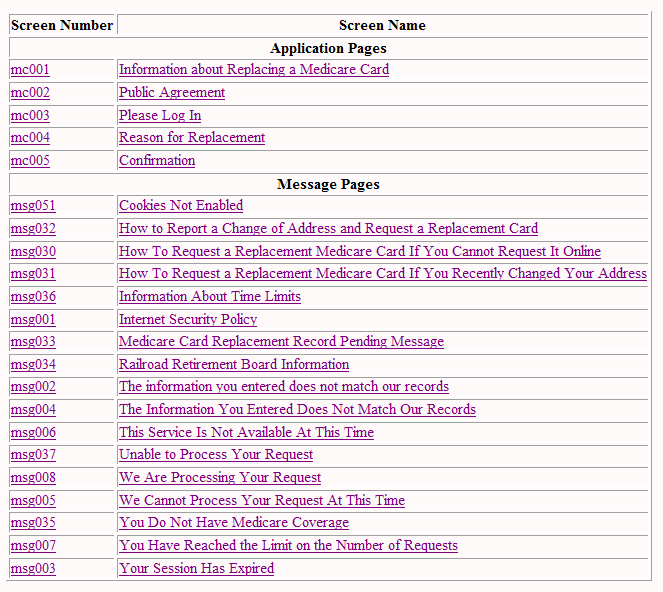 Screen Number Screen Name
Application Pages
mc001 Information about Replacing a Medicare Card
mc002 Public Agreement
mc003 Please Log In
mc004 Reason for Replacement
mc005 Confirmation
Message Pages
msg051 Cookies Not Enabled
msg032 How to Report a Change of Address and Request a Replacement Card
msg030 How To Request a Replacement Medicare Card If You Cannot Request It Online
msg031 How To Request a Replacement Medicare Card If You Recently Changed Your Address
msg036 Information About Time Limits
msg001 Internet Security Policy
msg033 Medicare Card Replacement Record Pending Message
msg034 Railroad Retirement Board Information
msg002 The information you entered does not match our records
msg004 The Information You Entered Does Not Match Our Records
msg006 This Service Is Not Available At This Time
msg037 Unable to Process Your Request
msg008 We Are Processing Your Request
msg005 We Cannot Process Your Request At This Time
msg035 You Do Not Have Medicare Coverage
msg007 You Have Reached the Limit on the Number of Requests
msg003 Your Session Has Expired